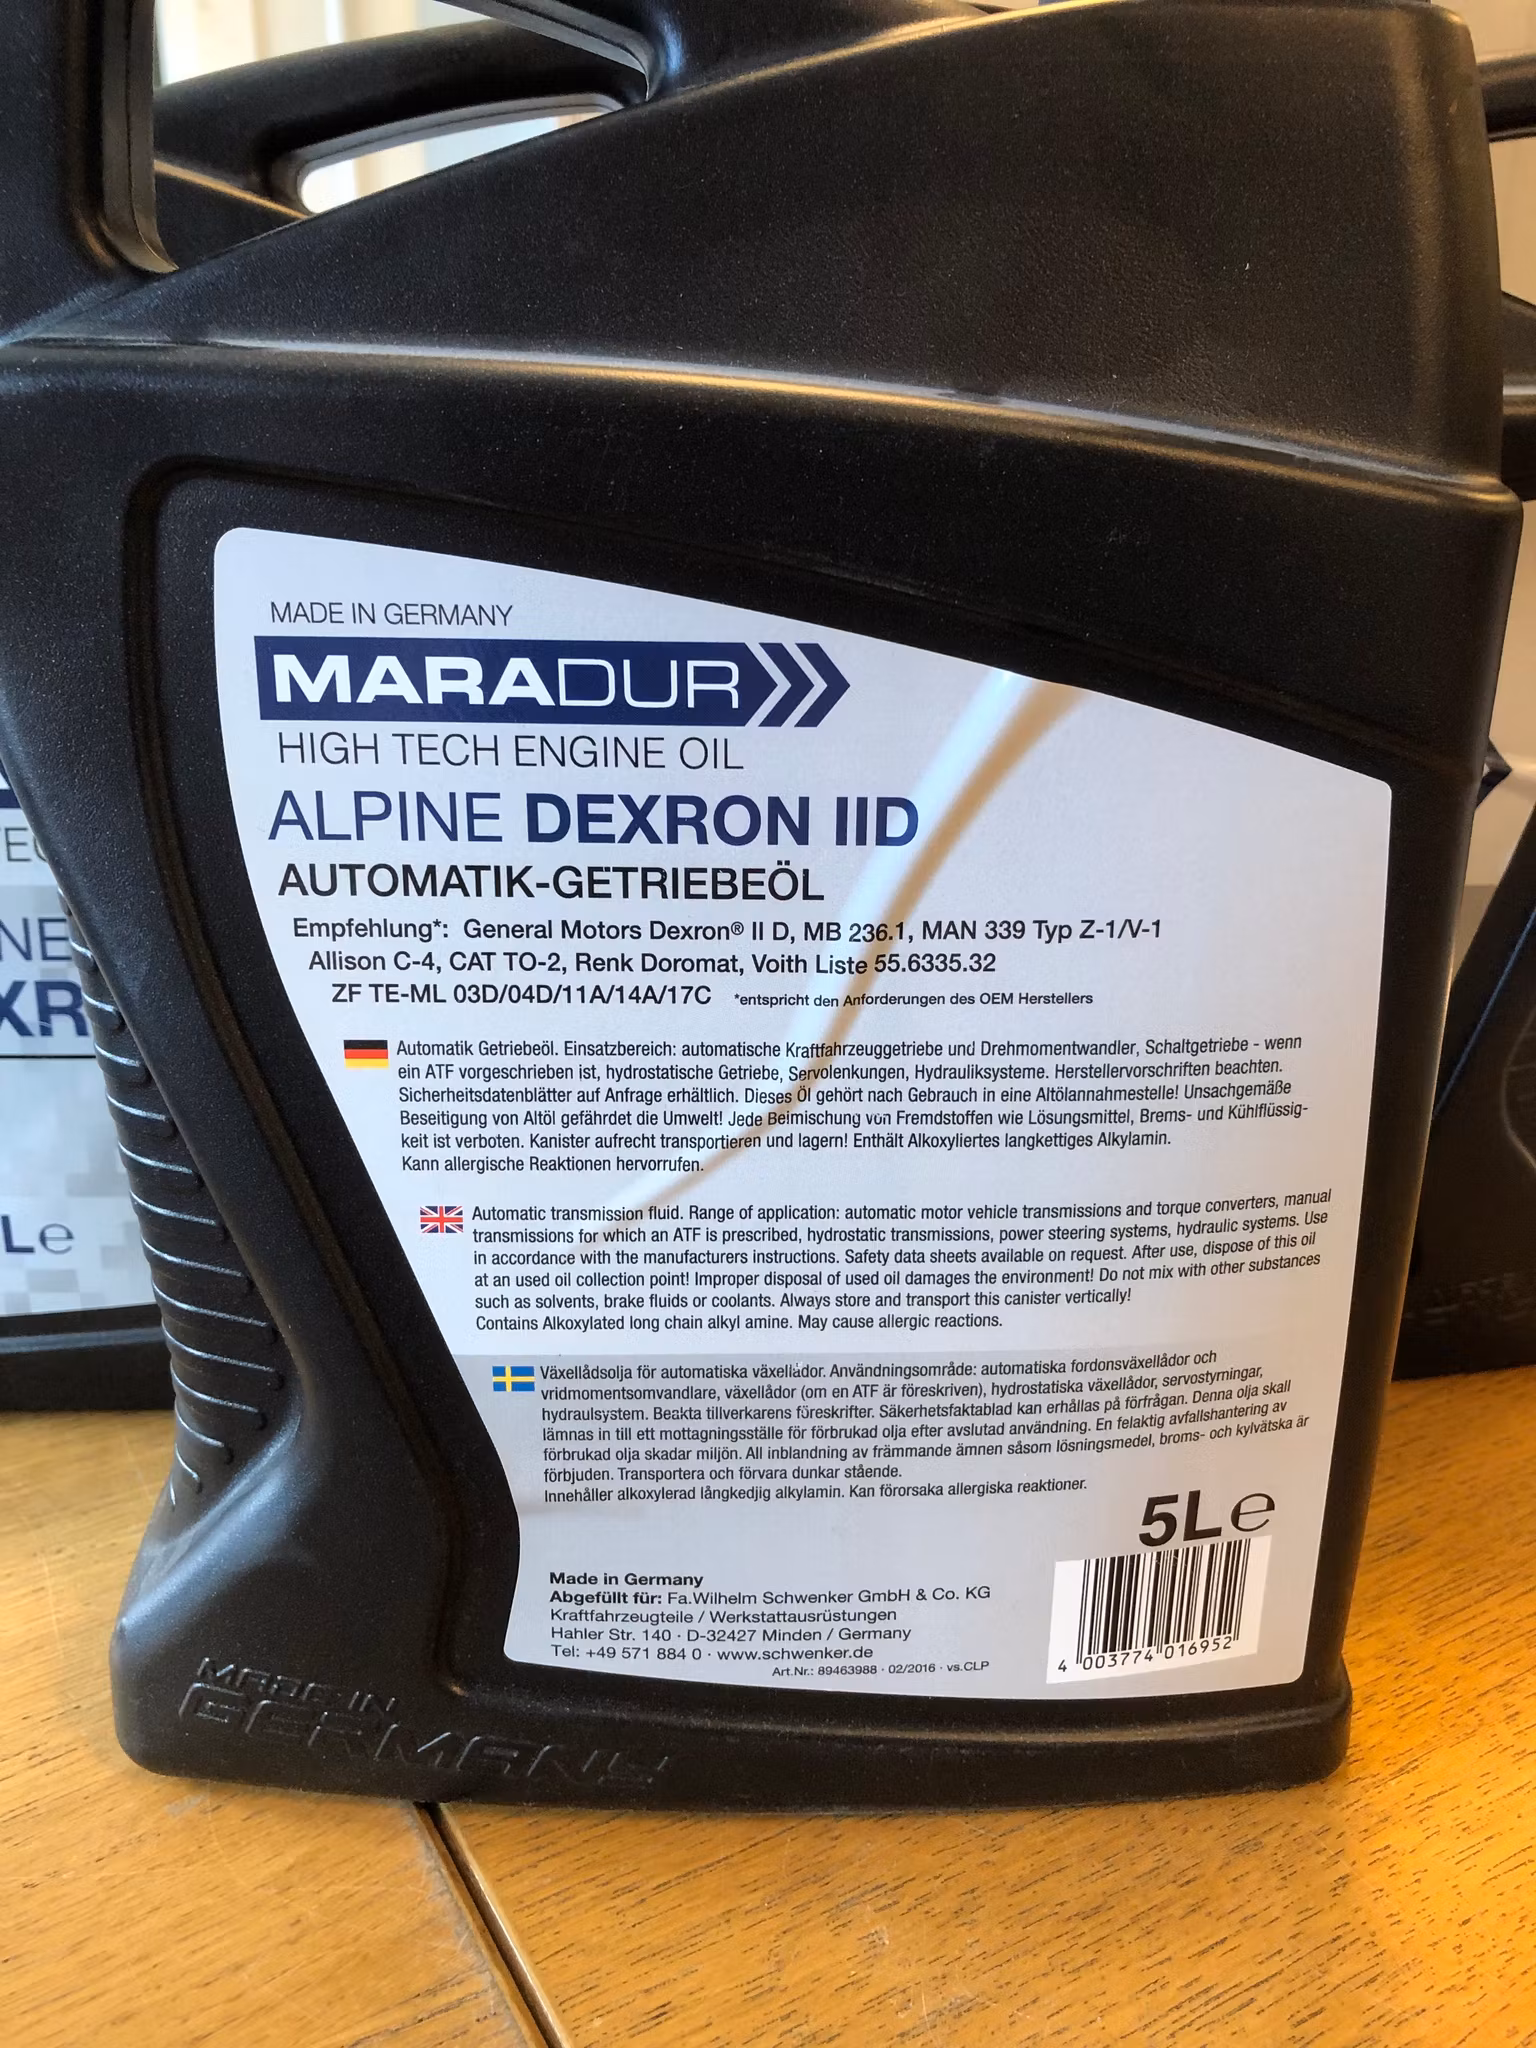 MADE IN GERMANY
MARADUR
HIGH TECH ENGINE OIL
ALPINE DEXRON IID
AUTOMATIK-GETRIEBEÖL
Empfehlung*: General Motors Dexron® II D, MB 236.1, MAN 339 Typ Z-1/V-1
Allison C-4, CAT TO-2, Renk Doromat, Voith Liste 55.6335.32
ZF TE-ML 03D/04D/11A/14A/17C *entspricht den Anforderungen des OEM Herstellers
Automatik Getriebeöl. Einsatzbereich: automatische Kraftfahrzeuggetriebe und Drehmomentwandler, Schaltgetriebe - wenn
ein ATF vorgeschrieben ist, hydrostatische Getriebe, Servolenkungen, Hydrauliksysteme. Herstellervorschriften beachten.
Sicherheitsdatenblätter auf Anfrage erhältlich. Dieses Öl gehört nach Gebrauch in eine Altölannahmestelle! Unsachgemäße
Beseitigung von Altöl gefährdet die Umwelt! Jede Beimischung von Fremdstoffen wie Lösungsmittel, Brems- und Kühlflüssig-
keit ist verboten. Kanister aufrecht transportieren und lagern! Enthält Alkoxyliertes langkettiges Alkylamin.
Kann allergische Reaktionen hervorrufen.
Automatic transmission fluid. Range of application: automatic motor vehicle transmissions and torque converters, manual
transmissions for which an ATF is prescribed, hydrostatic transmissions, power steering systems, hydraulic systems. Use
in accordance with the manufacturers instructions. Safety data sheets available on request. After use, dispose of this oil
at an used oil collection point! Improper disposal of used oil damages the environment! Do not mix with other substances
such as solvents, brake fluids or coolants. Always store and transport this canister vertically!
Contains Alkoxylated long chain alkyl amine. May cause allergic reactions.
Växellådsolja för automatiska växellådor. Användningsområde: automatiska fordonsväxellådor och
vridmomentsomvandlare, växellådor (om en ATF är föreskriven), hydrostatiska växellådor, servostyrningar,
hydraulsystem. Beakta tillverkarens föreskrifter. Säkerhetsfaktablad kan erhållas på förfrågan. Denna olja skall
lämnas in till ett mottagningsställe för förbrukad olja efter avslutad användning. En felaktig avfallshantering av
förbrukad olja skadar miljön. All inblandning av främmande ämnen såsom lösningsmedel, broms- och kylvätska är
förbjuden. Transportera och förvara dunkar stående.
Innehåller alkoxylerad långkedjig alkylamin. Kan förorsaka allergiska reaktioner.
5L e
Made in Germany
Abgefüllt für: Fa.Wilhelm Schwenker GmbH & Co. KG
Kraftfahrzeugteile / Werkstattausrüstungen
Hahler Str. 140 · D-32427 Minden / Germany
Tel: +49 571 884 0 · www.schwenker.de
Art.Nr.: 89463988 · 02/2016 · vs.CLP
4 003774 016952
MADE IN
GERMANY
TEC
NE
XR
Le